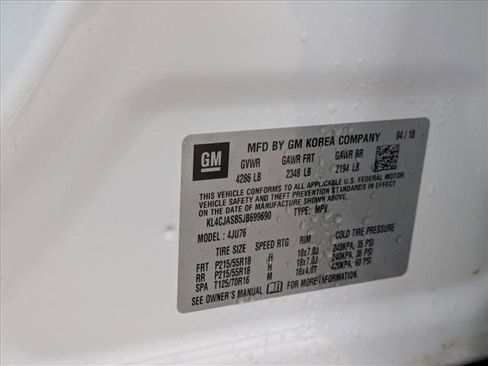 GM
MFD BY GM KOREA COMPANY 04 / 18
GVWR GAWR FRT GAWR RR
4286 LB 2348 LB 2194 LB
THIS VEHICLE CONFORMS TO ALL APPLICABLE U.S. FEDERAL MOTOR
VEHICLE SAFETY AND THEFT PREVENTION STANDARDS IN EFFECT
ON THE DATE OF MANUFACTURE SHOWN ABOVE.
KL4CJASB5JB699690 TYPE: MPV
MODEL : 4JU76
TIRE SIZE SPEED RTG RIM COLD TIRE PRESSURE
FRT P215/55R18 H 18x7.0J 240KPA, 35 PSI
RR P215/55R18 H 18x7.0J 240KPA, 35 PSI
SPA T125/70R16 M 16x4.0T 420KPA, 60 PSI
SEE OWNER'S MANUAL FOR MORE INFORMATION.